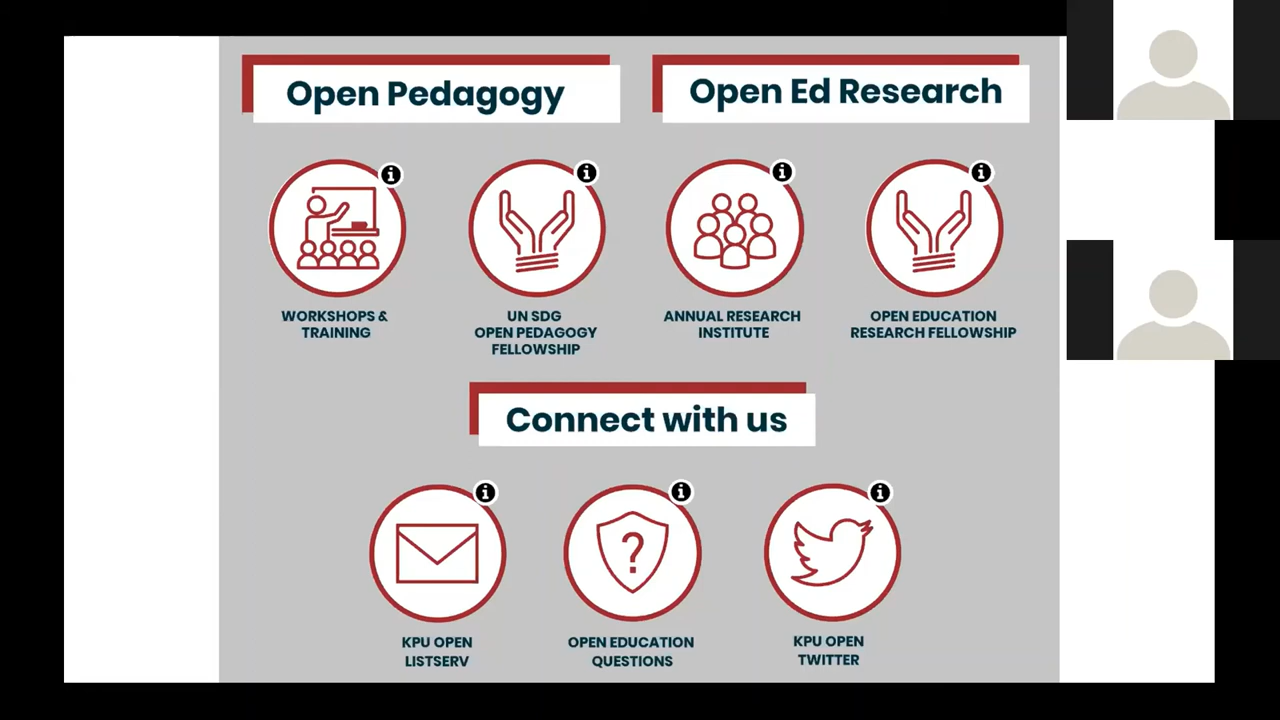 Open Pedagogy
Open Ed Research
WORKSHOPS &
TRAINING
UN SDG
OPEN PEDAGOGY
FELLOWSHIP
ANNUAL RESEARCH
INSTITUTE
OPEN EDUCATION
RESEARCH FELLOWSHIP
Connect with us
?
KPU OPEN
LISTSERV
OPEN EDUCATION
QUESTIONS
KPU OPEN
TWITTER